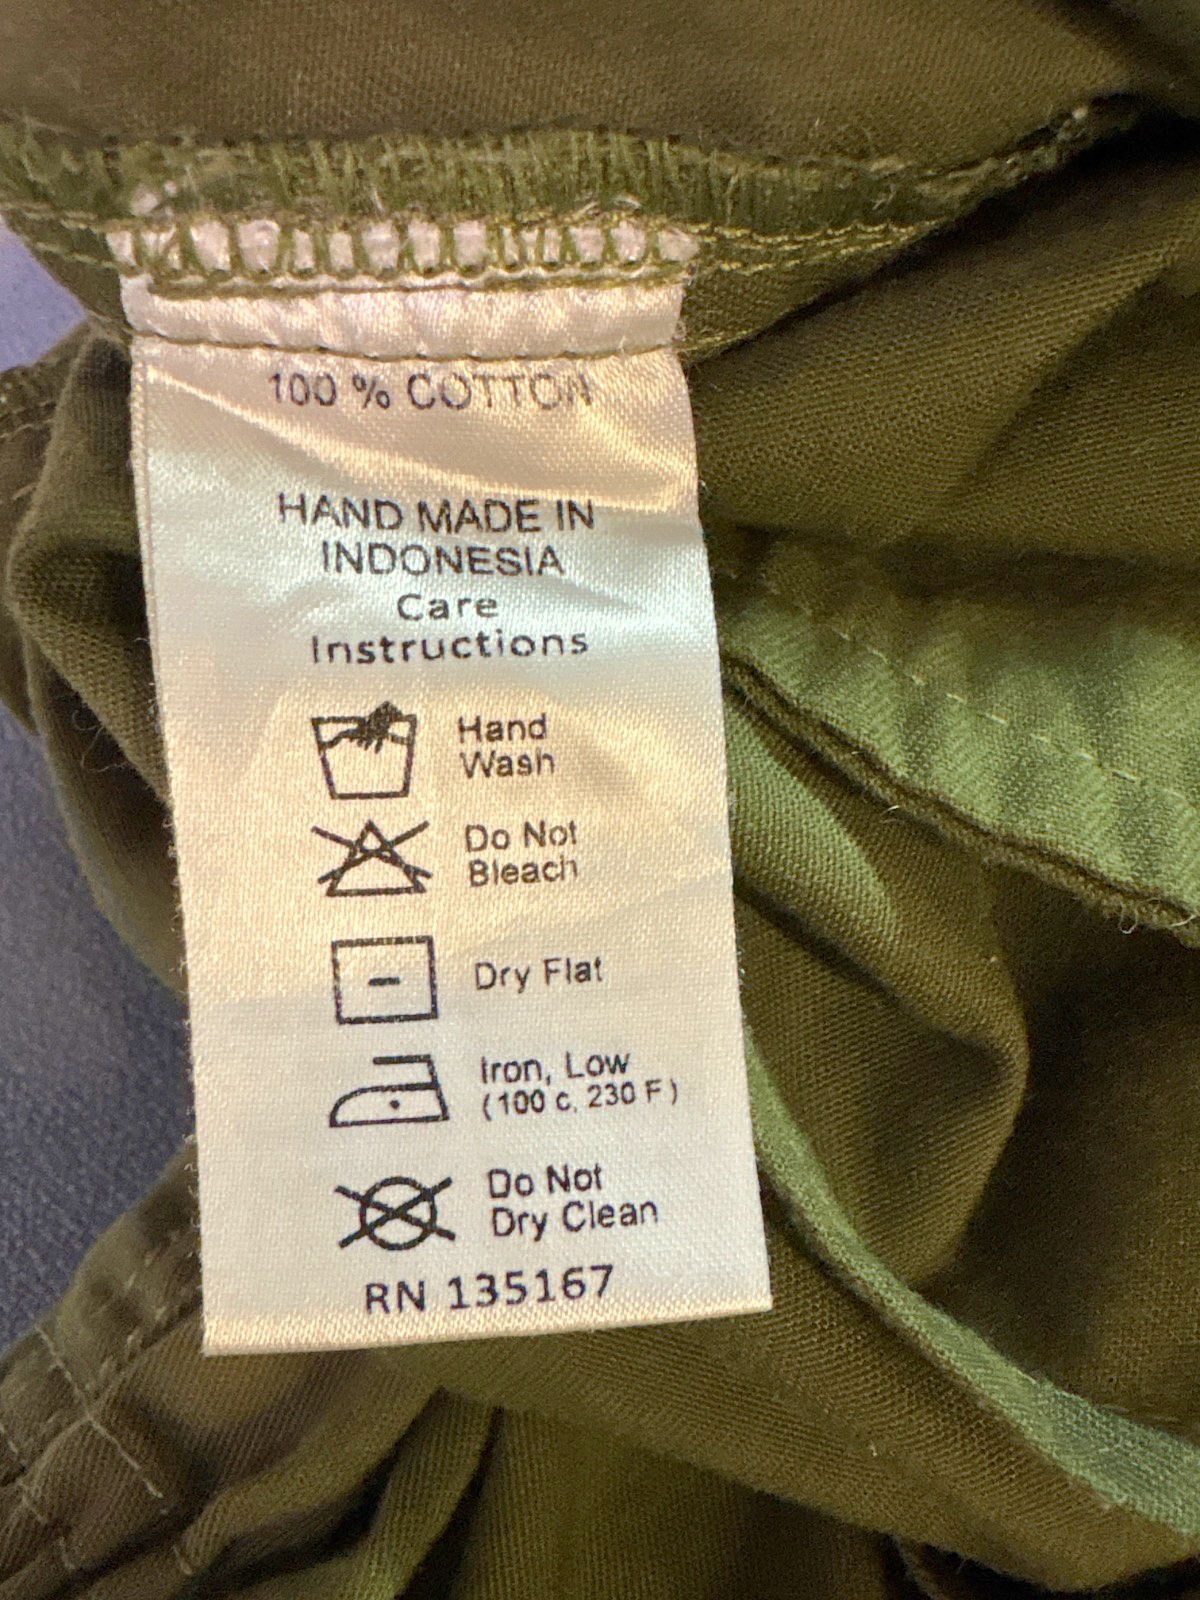 100 % COTTON
HAND MADE IN
INDONESIA
Care
Instructions
Hand
Wash
Do Not
Bleach
Dry Flat
Iron, Low
(100 c, 230 F)
Do Not
Dry Clean
RN 135167